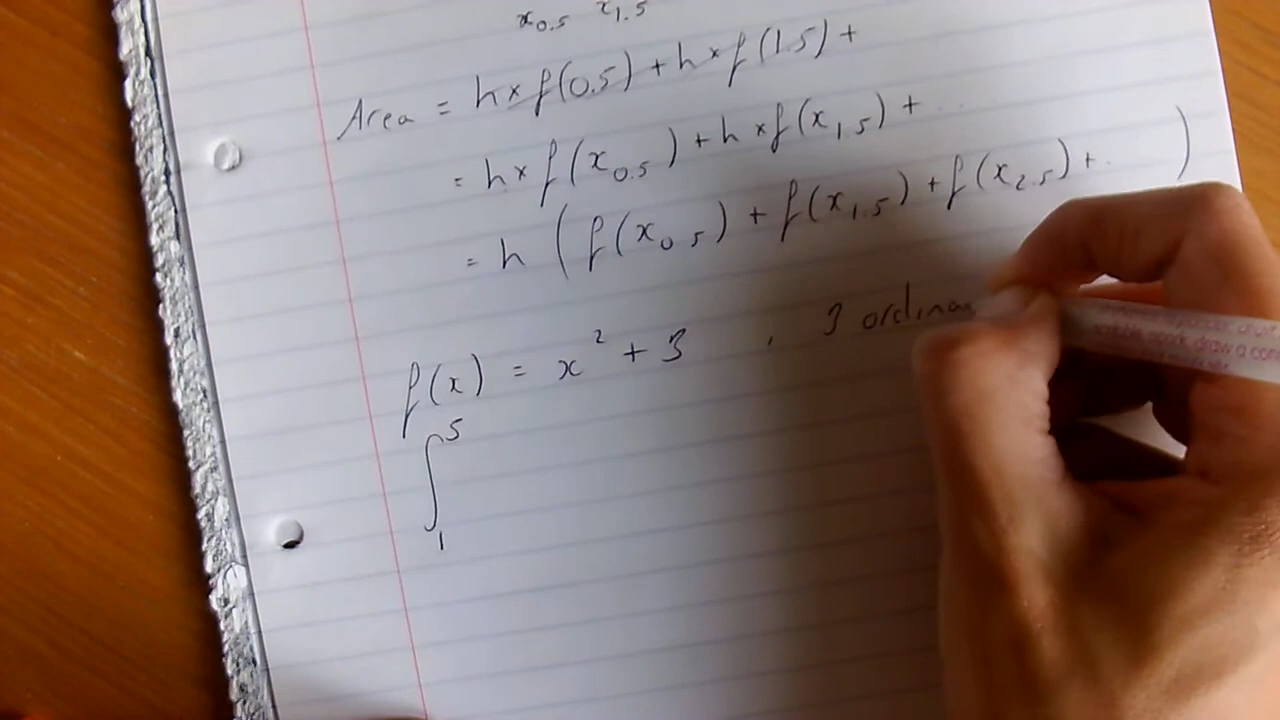 x₀.₅ x₁.₅
Area = h×f(0.5) + h×f(1.5) +
= h×f(x₀.₅) + h×f(x₁.₅) + ...
= h (f(x₀.₅) + f(x₁.₅) + f(x₂.₅) + .. )
f(x) = x² + 3 , 3 ordina
∫₁⁵